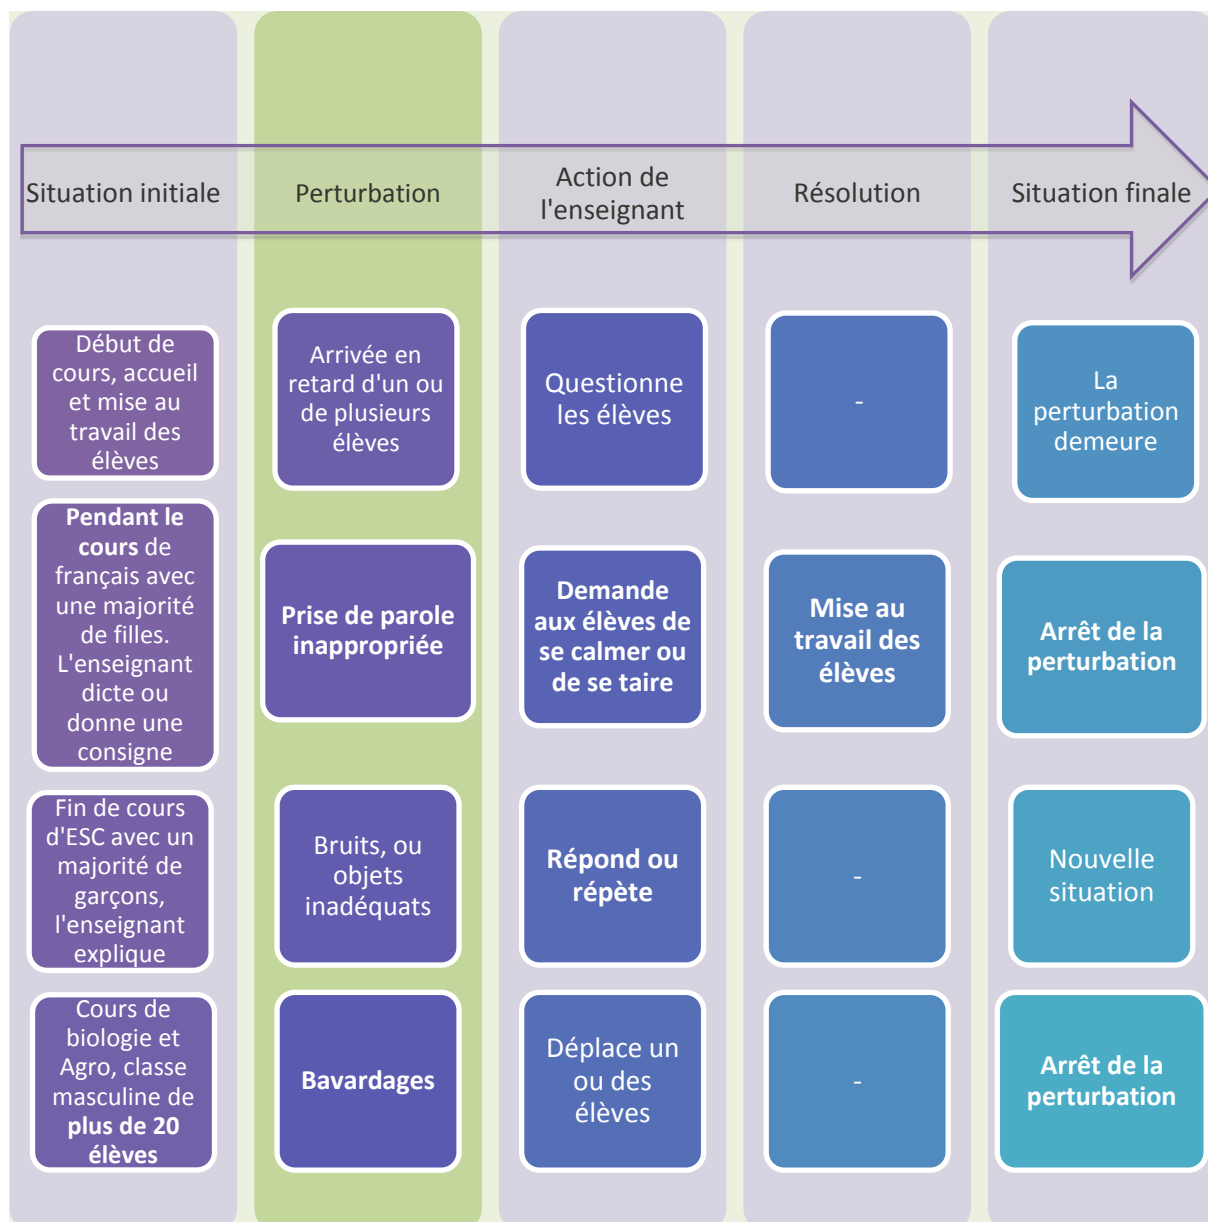 Situation initiale
Perturbation
Action de
l'enseignant
Résolution
Situation finale
Début de
cours, accueil
et mise au
travail des
élèves
Arrivée en
retard d'un ou
de plusieurs
élèves
Questionne
les élèves
-
La
perturbation
demeure
Pendant le
cours de
français avec
une majorité
de filles.
L'enseignant
dicte ou
donne une
consigne
Prise de parole
inappropriée
Demande
aux élèves de
se calmer ou
de se taire
Mise au
travail des
élèves
Arrêt de la
perturbation
Fin de cours
d'ESC avec un
majorité de
garçons,
l'enseignant
explique
Bruits, ou
objets
inadéquats
Répond ou
répète
-
Nouvelle
situation
Cours de
biologie et
Agro, classe
masculine de
plus de 20
élèves
Bavardages
Déplace un
ou des
élèves
-
Arrêt de la
perturbation